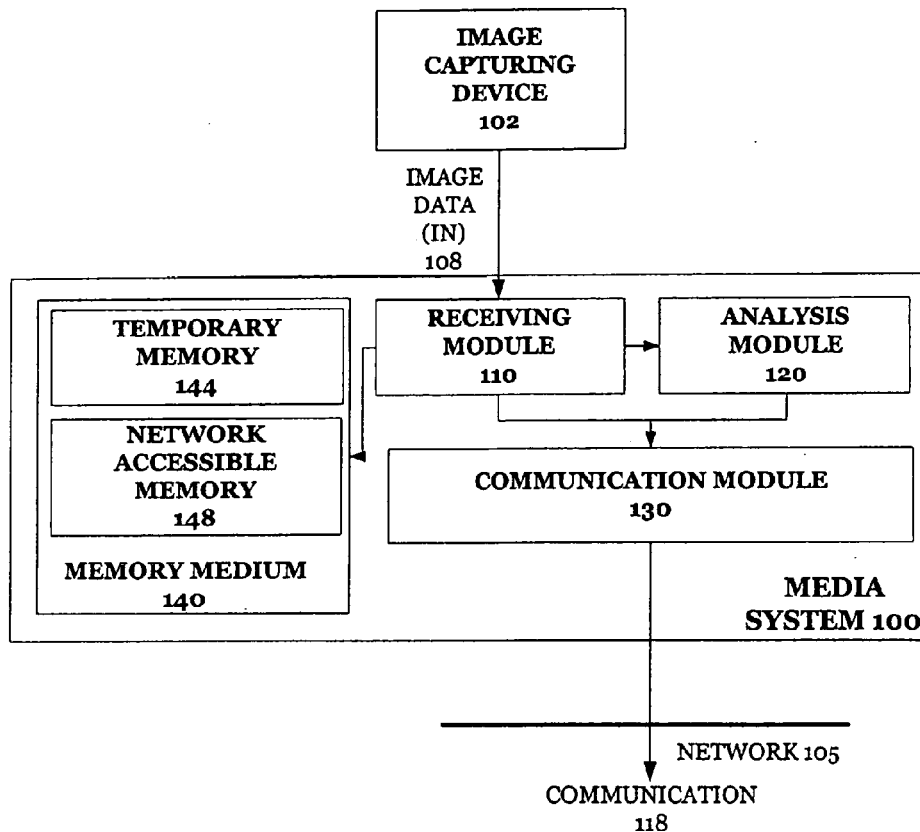 IMAGE
CAPTURING
DEVICE
102
IMAGE
DATA
(IN)
108
TEMPORARY
MEMORY
144
NETWORK
ACCESSIBLE
MEMORY
148
MEMORY MEDIUM
140
RECEIVING
MODULE
110
ANALYSIS
MODULE
120
COMMUNICATION MODULE
130
MEDIA
SYSTEM 100
NETWORK 105
COMMUNICATION
118